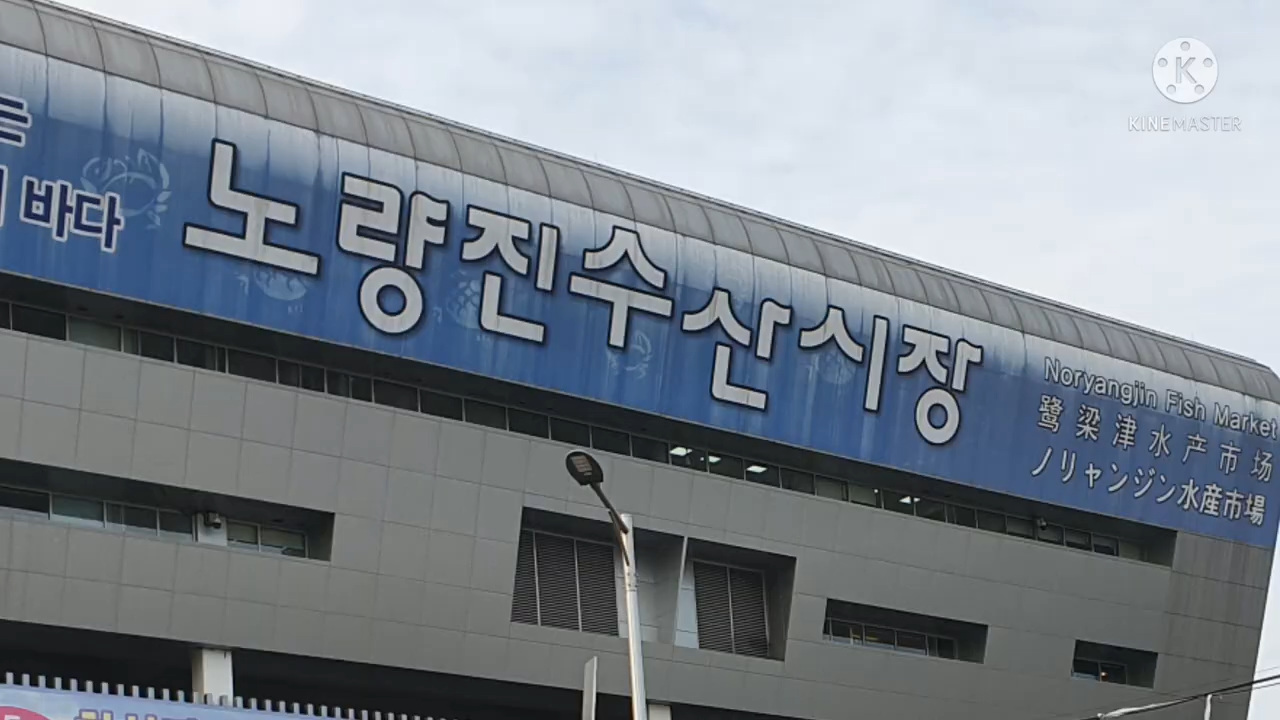 바다
노량진수산시장
Noryangjin Fish Market
鹭梁津水产市场
ノリャンジン水産市場
K
KINEMASTER